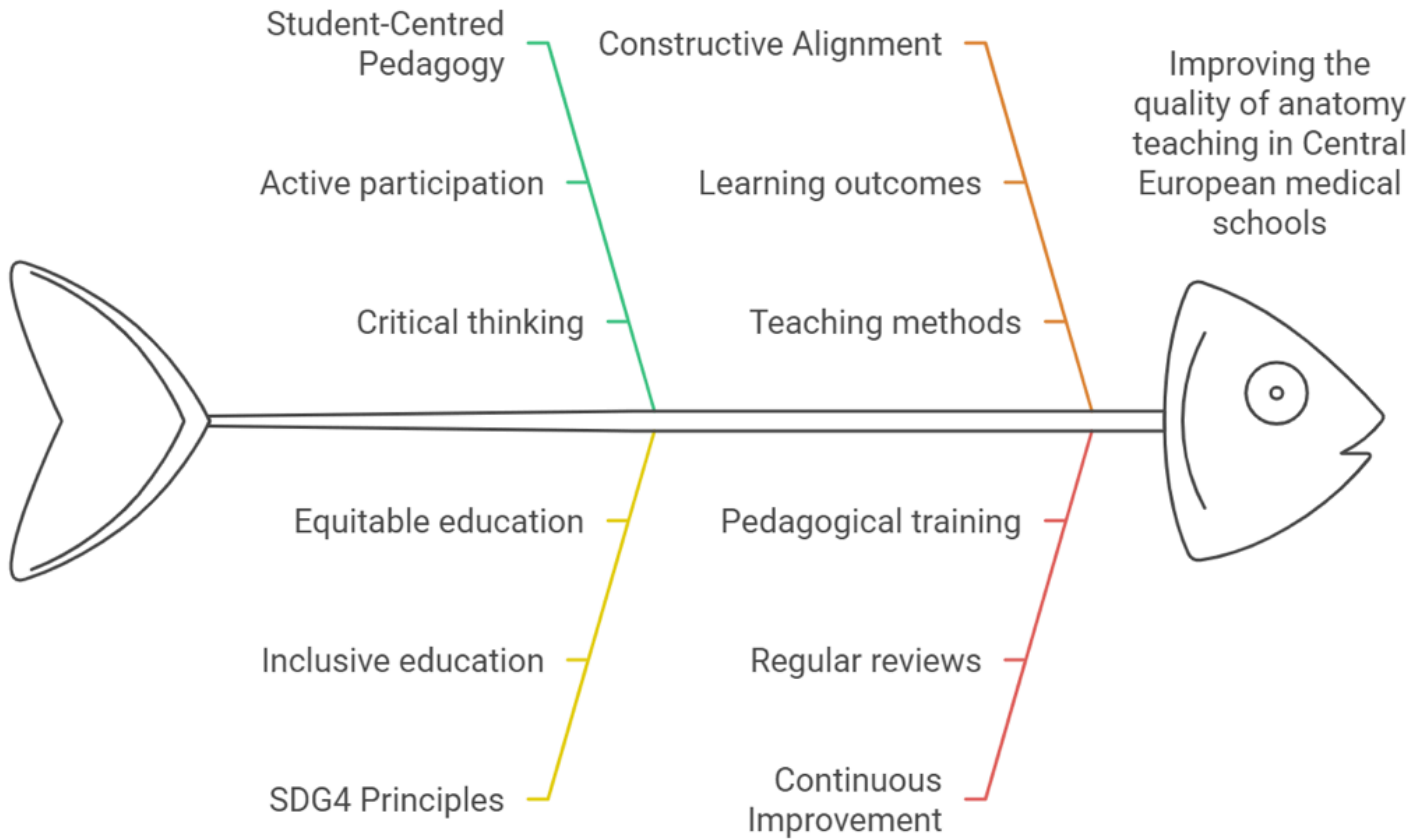 Student-Centred
Pedagogy
Active participation
Critical thinking
Constructive Alignment
Learning outcomes
Teaching methods
Improving the
quality of anatomy
teaching in Central
European medical
schools
Equitable education
Inclusive education
SDG4 Principles
Pedagogical training
Regular reviews
Continuous
Improvement